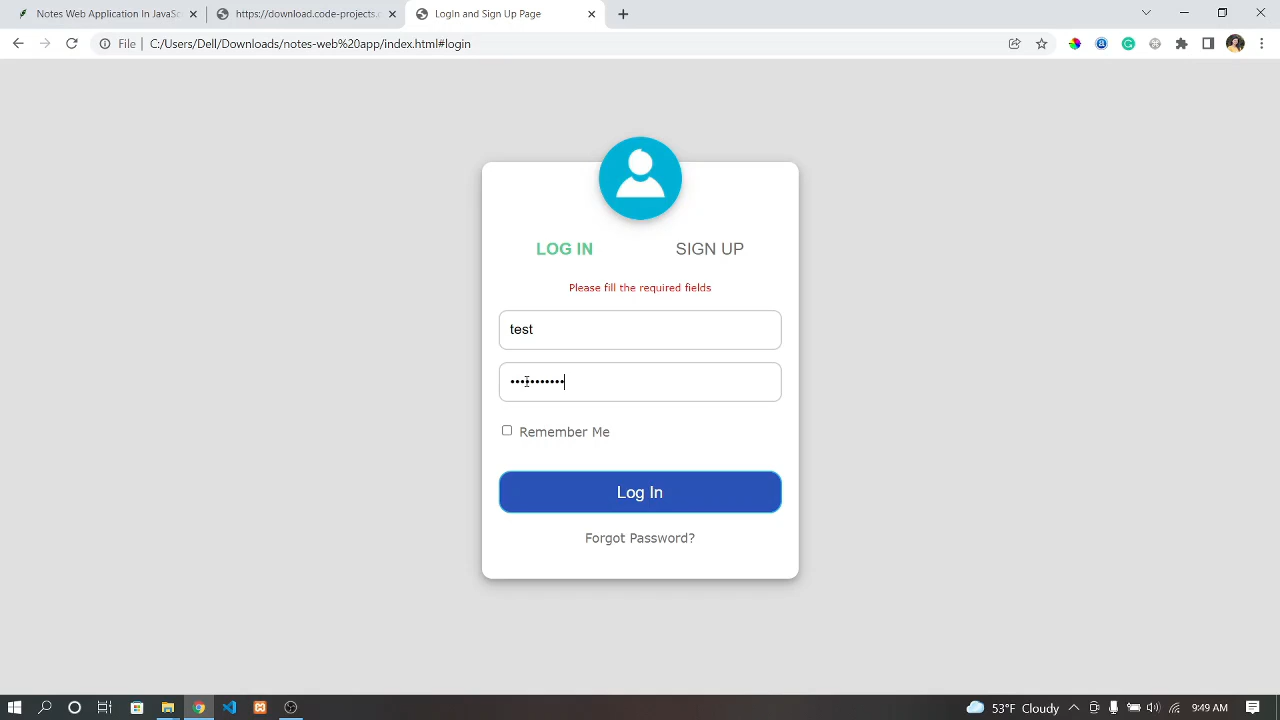 Notes Web Application In JavaSc
https://download.code-projects.o
Login and Sign Up Page
File
C:/Users/Dell/Downloads/notes-web%20app/index.html#login
LOG IN
SIGN UP
Please fill the required fields
test
•••••••••••
Remember Me
Log In
Forgot Password?
53°F Cloudy
9:49 AM